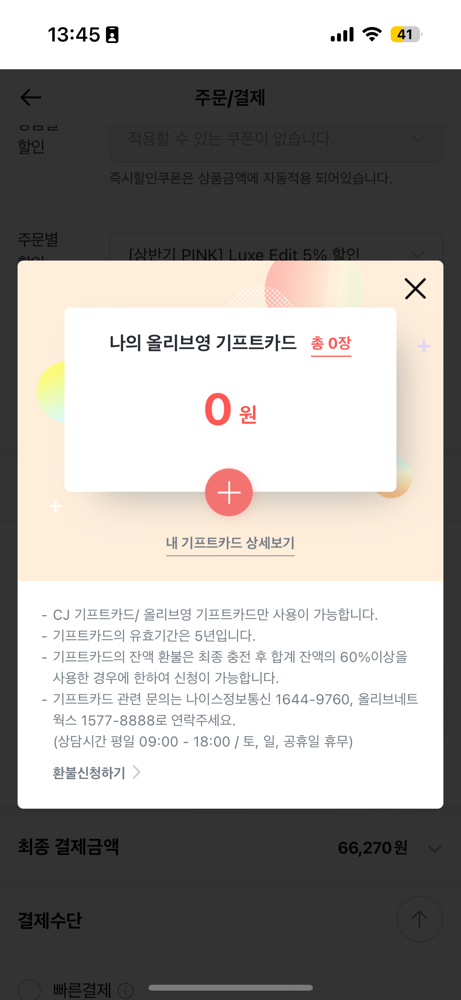 13:45
41
주문/결제
상품별
할인
적용할 수 있는 쿠폰이 없습니다.
즉시할인쿠폰은 상품금액에 자동적용 되어있습니다.
주문별
할인
[상반기 PINK] Luxe Edit 5% 할인
나의 올리브영 기프트카드 총 0장
0 원
내 기프트카드 상세보기
- CJ 기프트카드/ 올리브영 기프트카드만 사용이 가능합니다.
- 기프트카드의 유효기간은 5년입니다.
- 기프트카드의 잔액 환불은 최종 충전 후 합계 잔액의 60%이상을
사용한 경우에 한하여 신청이 가능합니다.
- 기프트카드 관련 문의는 나이스정보통신 1644-9760, 올리브네트
웍스 1577-8888로 연락주세요.
(상담시간 평일 09:00 - 18:00 / 토, 일, 공휴일 휴무)
환불신청하기
최종 결제금액 66,270원
결제수단
빠른결제